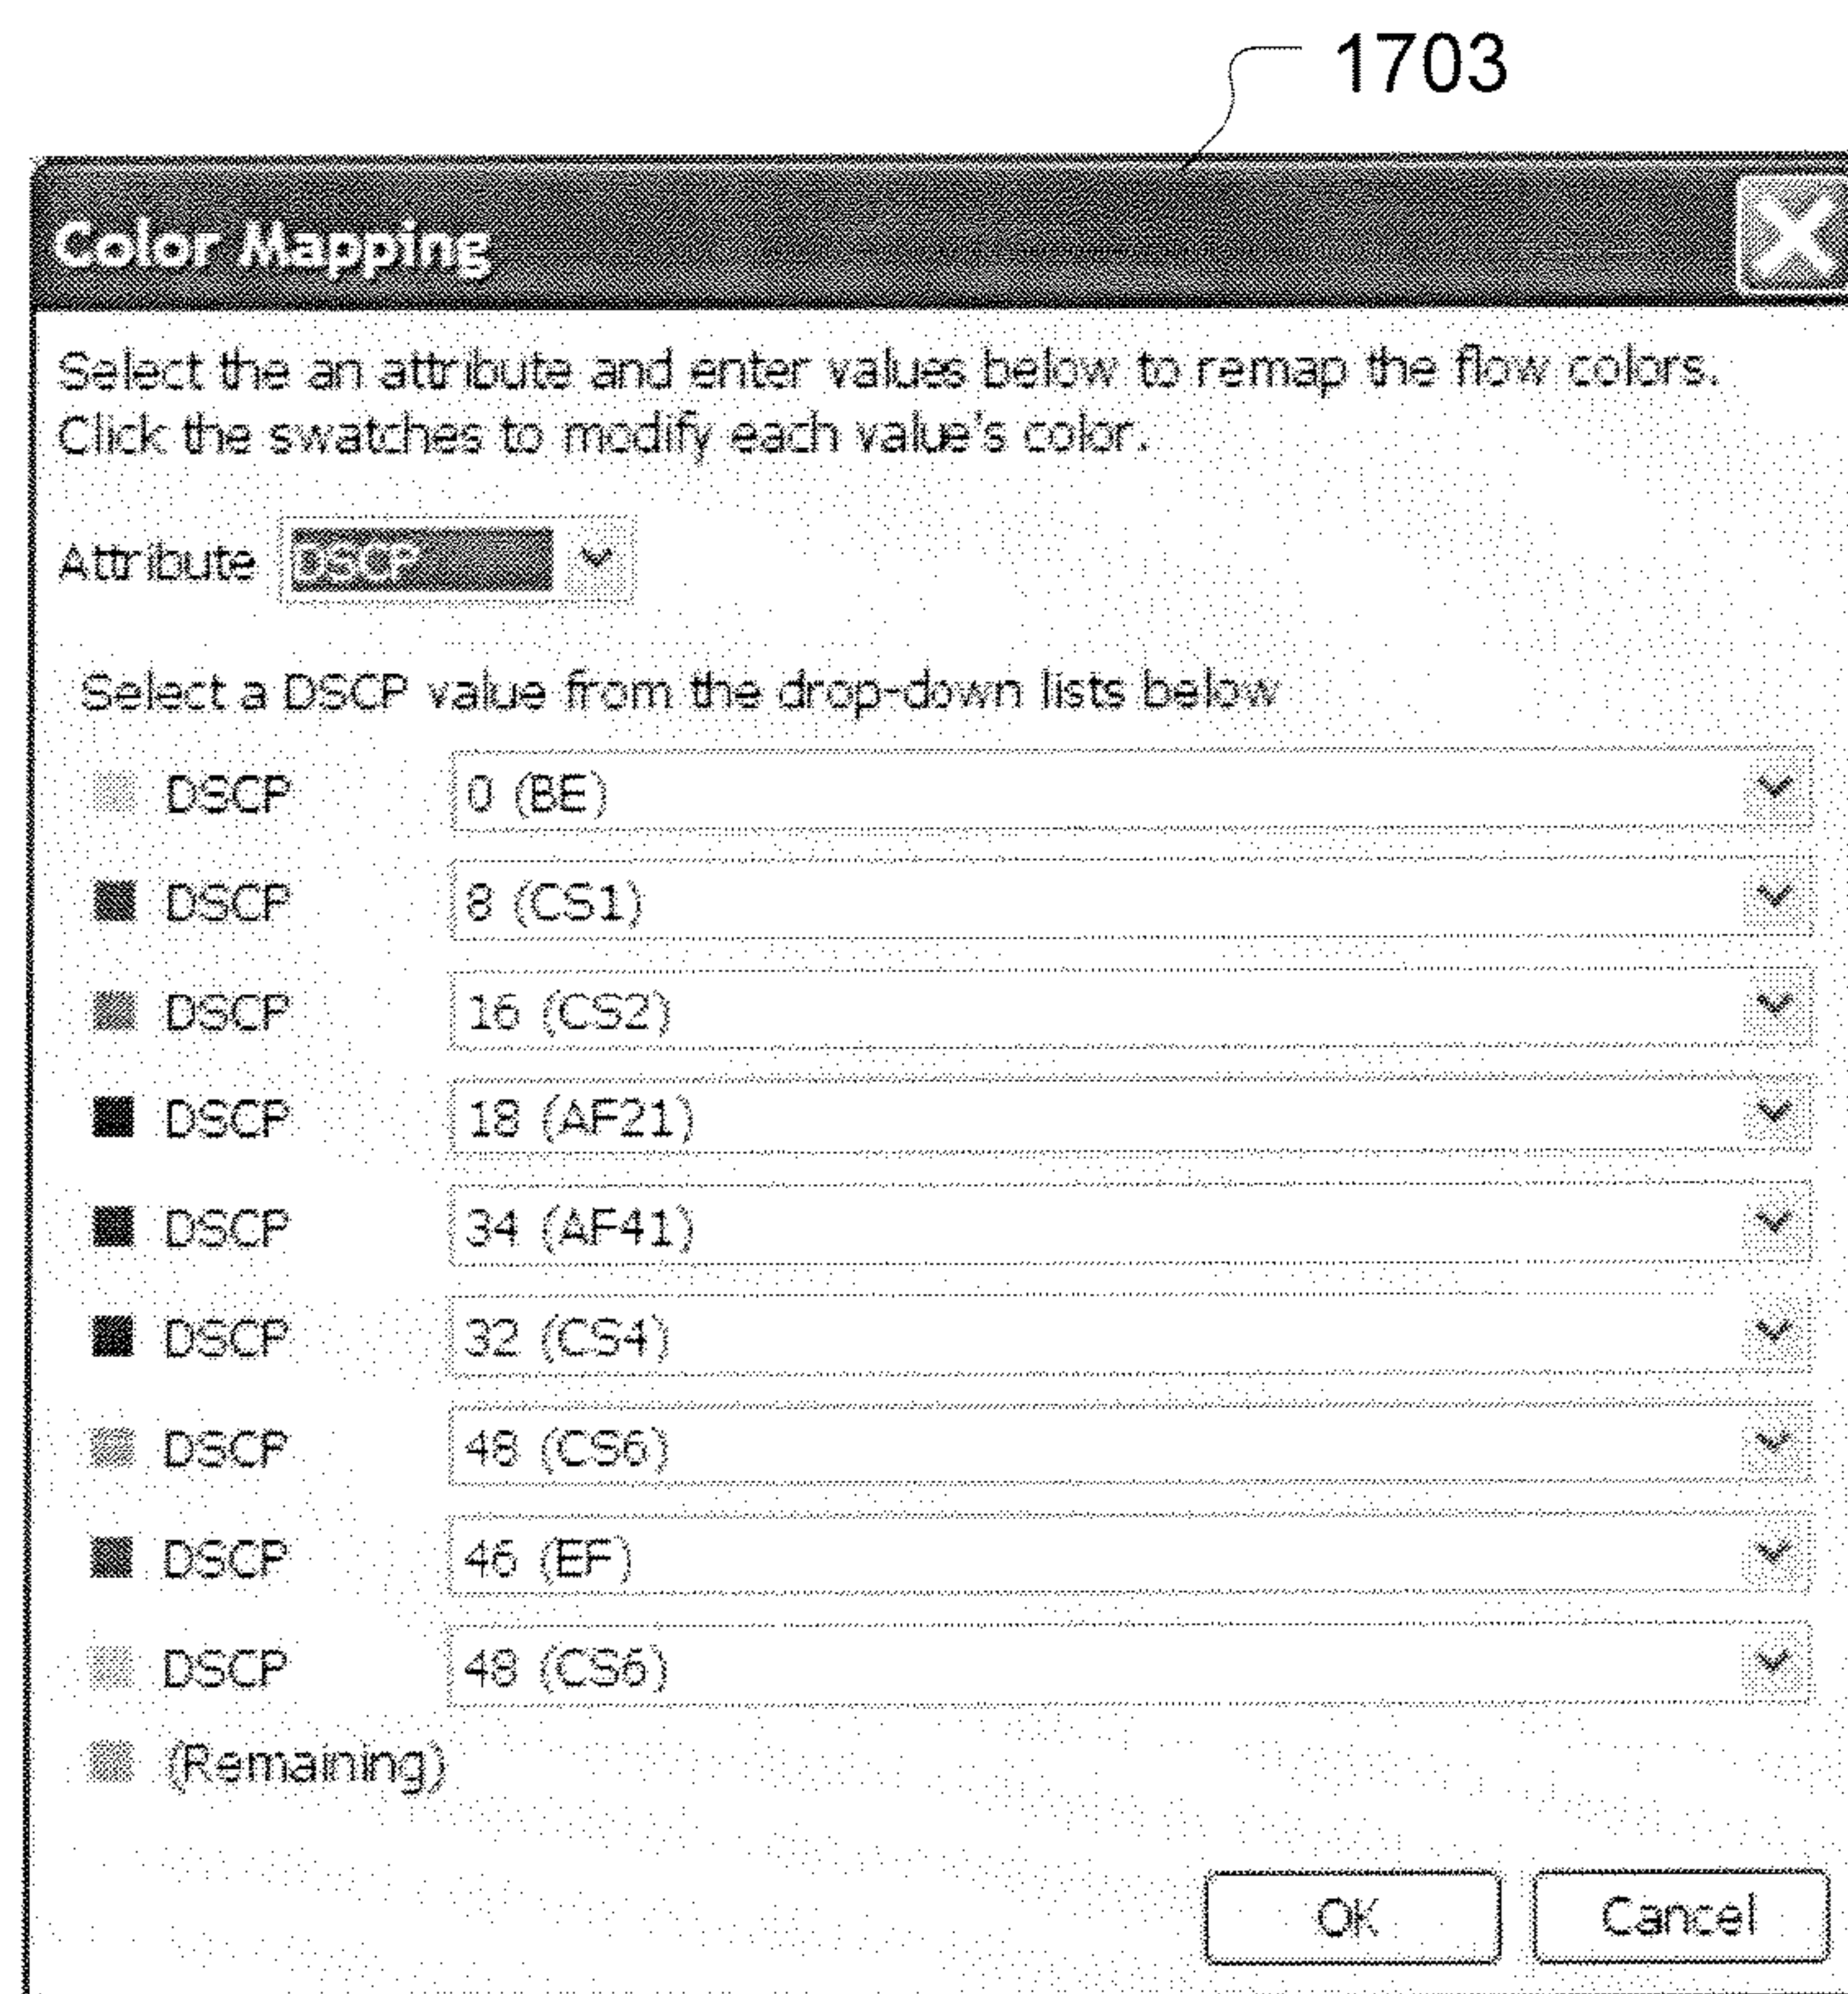 1703
Color Mapping
Select the an attribute and enter values below to remap the flow colors.
Click the swatches to modify each value's color.
Attribute DSCP
Select a DSCP value from the drop-down lists below
DSCP 0 (BE)
DSCP 8 (CS1)
DSCP 16 (CS2)
DSCP 18 (AF21)
DSCP 34 (AF41)
DSCP 32 (CS4)
DSCP 48 (CS6)
DSCP 46 (EF)
DSCP 48 (CS6)
(Remaining)
OK Cancel